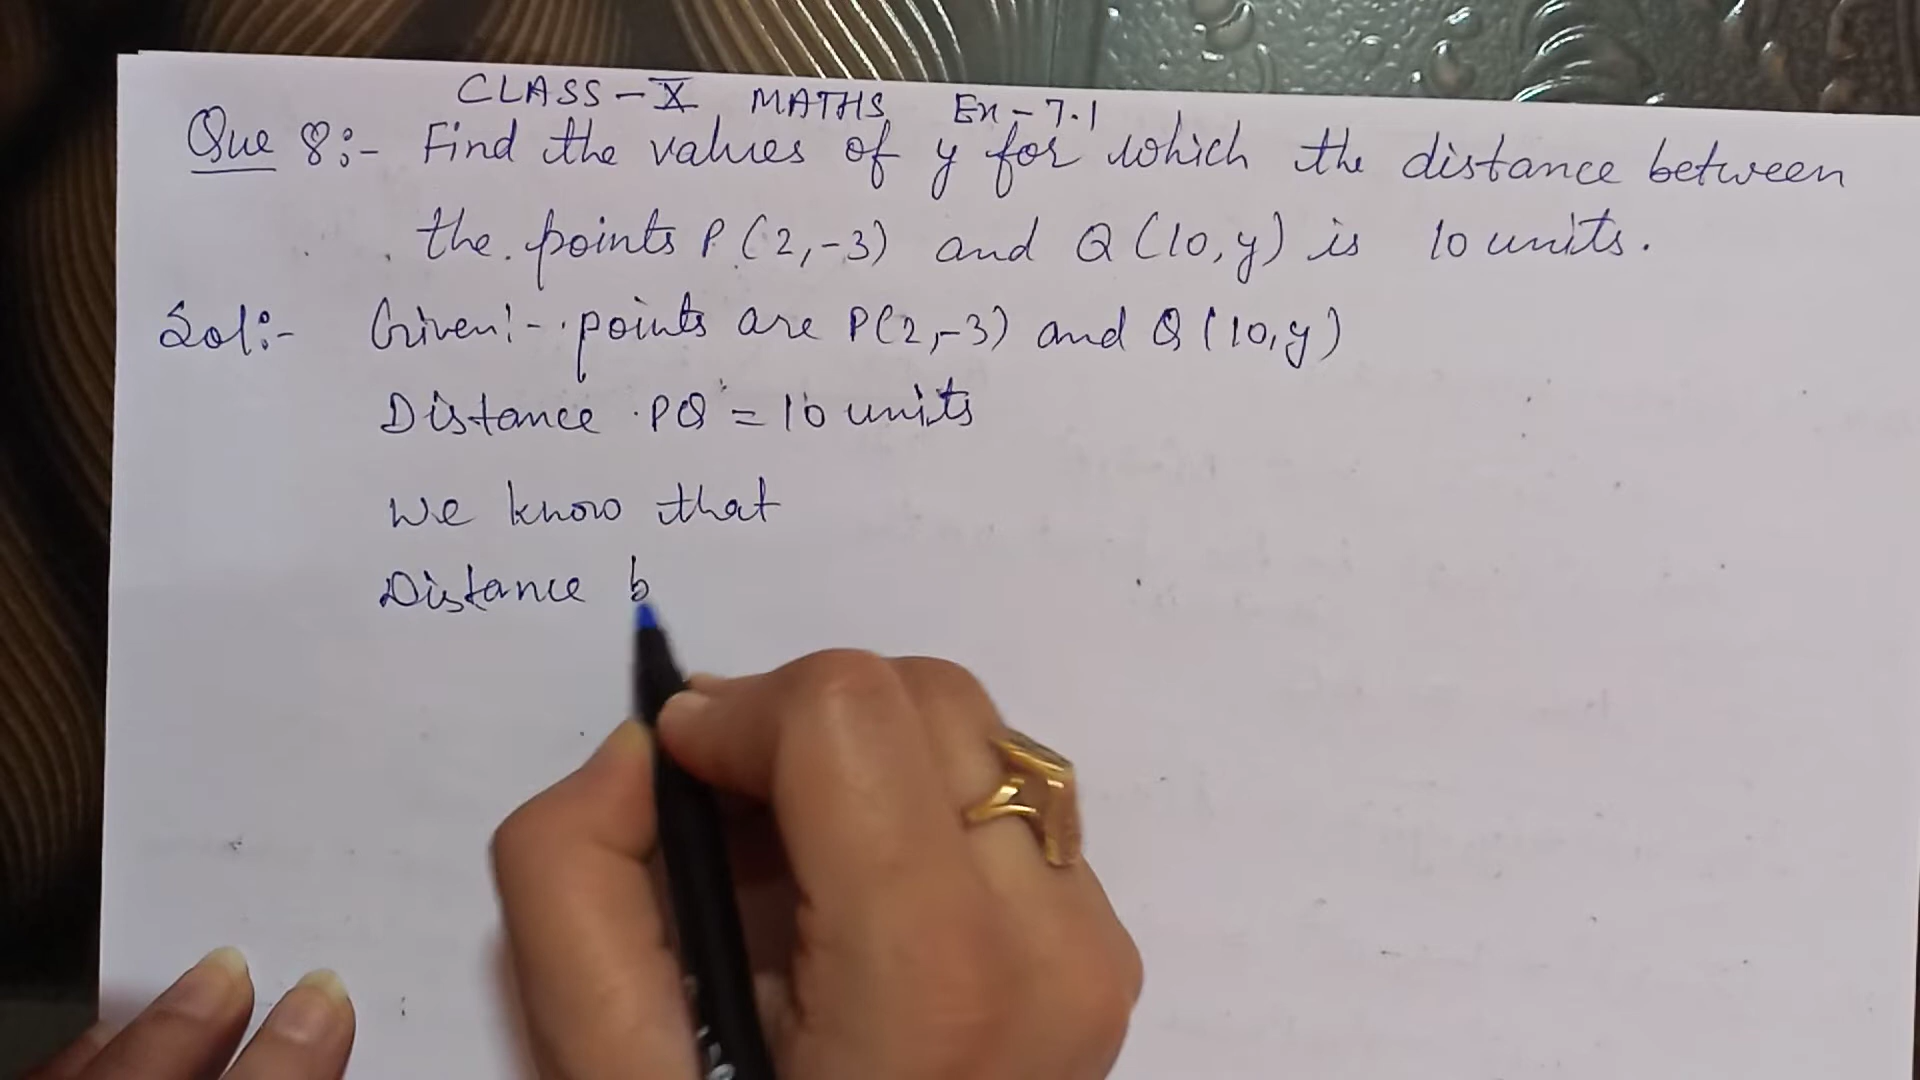 CLASS-X MATHS Ex-7.1
Que 8:- Find the values of y for which the distance between
the points P(2,-3) and Q(10,y) is 10 units.
Sol:- Given:- points are P(2,-3) and Q(10,y)
Distance PQ = 10 units
We know that
Distance b